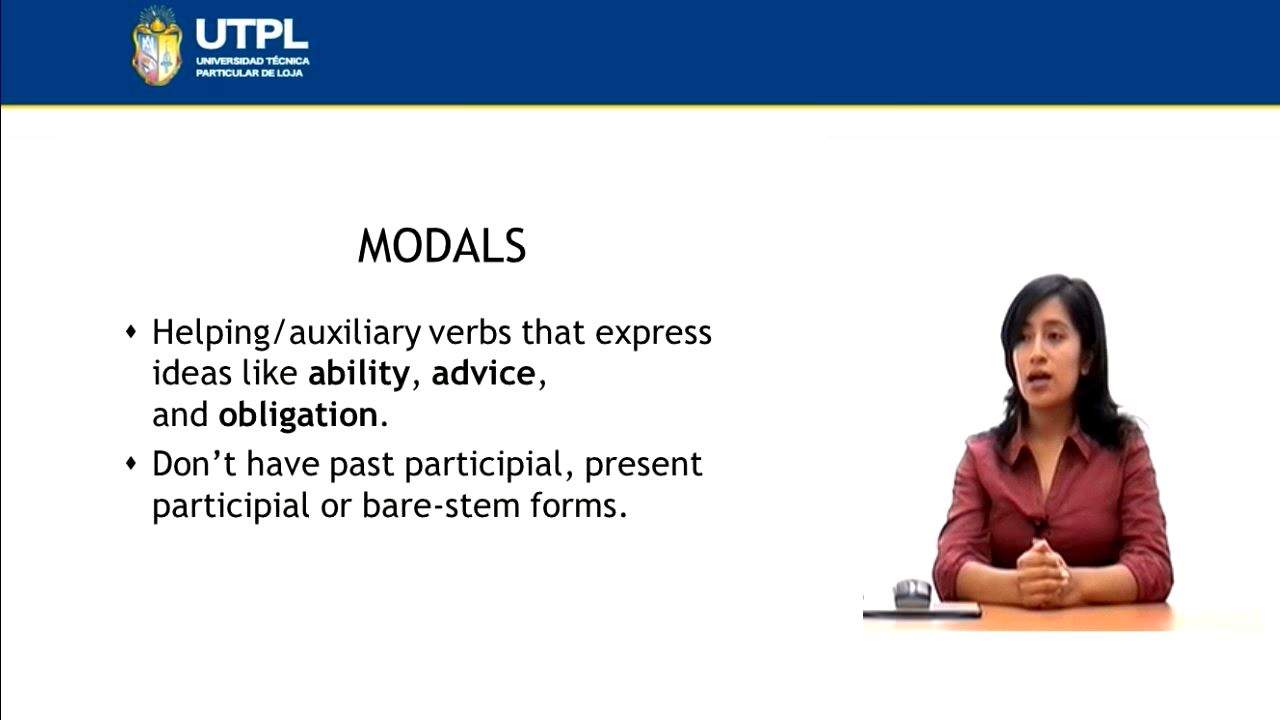 UTPL
UNIVERSIDAD TÉCNICA
PARTICULAR DE LOJA
MODALS
♦ Helping/auxiliary verbs that express
ideas like ability, advice,
and obligation.
♦ Don’t have past participial, present
participial or bare-stem forms.